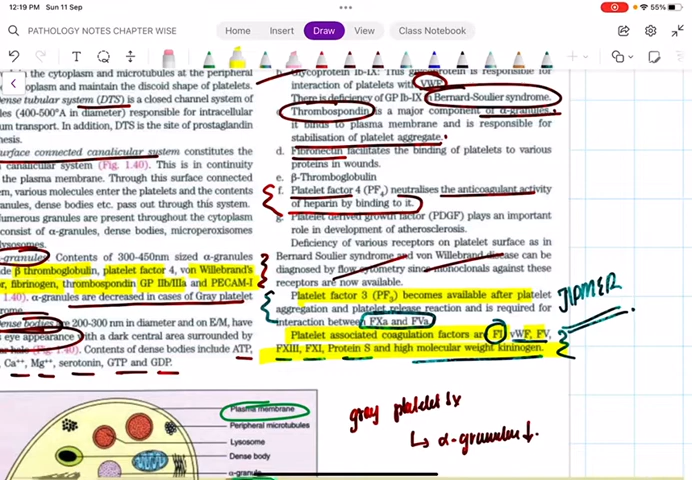 12:19 PM Sun 11 Sep
55%
PATHOLOGY NOTES CHAPTER WISE
Home Insert Draw View Class Notebook
the cytoplasm and microtubules at the peripheral
oplasm and maintain the discoid shape of platelets.
ense tubular system (DTS) is a closed channel system of
es (400-500°A in diameter) responsible for intracellular
um transport. In addition, DTS is the site of prostaglandin
hesis.
urface connected canalicular system constitutes the
canalicular system (Fig. 1.40). This is in continuity
the plasma membrane. Through this surface connected
em, various molecules enter the platelets and the contents
anules, dense bodies etc. pass out through this system.
umerous granules are present throughout the cytoplasm
consist of α-granules, dense bodies, microperoxisomes
lysosomes.
-granules: Contents of 300-450nm sized α-granules
de β thromboglobulin, platelet factor 4, von Willebrand's
or, fibrinogen, thrombospondin GP IIb/IIIa and PECAM-I
1.40). α-granules are decreased in cases of Gray platelet
rome.
Dense bodies are 200-300 nm in diameter and on E/M, have
s eye appearance with a dark central area surrounded by
halo (Fig. 1.40). Contents of dense bodies include ATP,
Ca++, Mg++, serotonin, GTP and GDP.
b. Glycoprotein Ib-IX: This glycoprotein is responsible for
interaction of platelets with VWF.
There is deficiency of GP Ib-IX in Bernard-Soulier syndrome.
c. Thrombospondin is a major component of α-granules.
It binds to plasma membrane and is responsible for
stabilisation of platelet aggregate.
d. Fibronectin facilitates the binding of platelets to various
proteins in wounds.
e. β-Thromboglobulin
f. Platelet factor 4 (PF4) neutralises the anticoagulant activity
of heparin by binding to it.
g. Platelet derived growth factor (PDGF) plays an important
role in development of atherosclerosis.
Deficiency of various receptors on platelet surface as in
Bernard Soulier syndrome and von Willebrand disease can be
diagnosed by flow cytometry since monoclonals against these
receptors are now available.
Platelet factor 3 (PF3) becomes available after platelet
aggregation and platelet release reaction and is required for
interaction between FXa and FVa.
Platelet associated coagulation factors are FI, vWF, FV,
FXIII, FXI, Protein S and high molecular weight kininogen.
JIPMER
gray platelet Sx
↳ α-granules ↓.
Plasma membrane
Peripheral microtubules
Lysosome
Dense body
α-granule